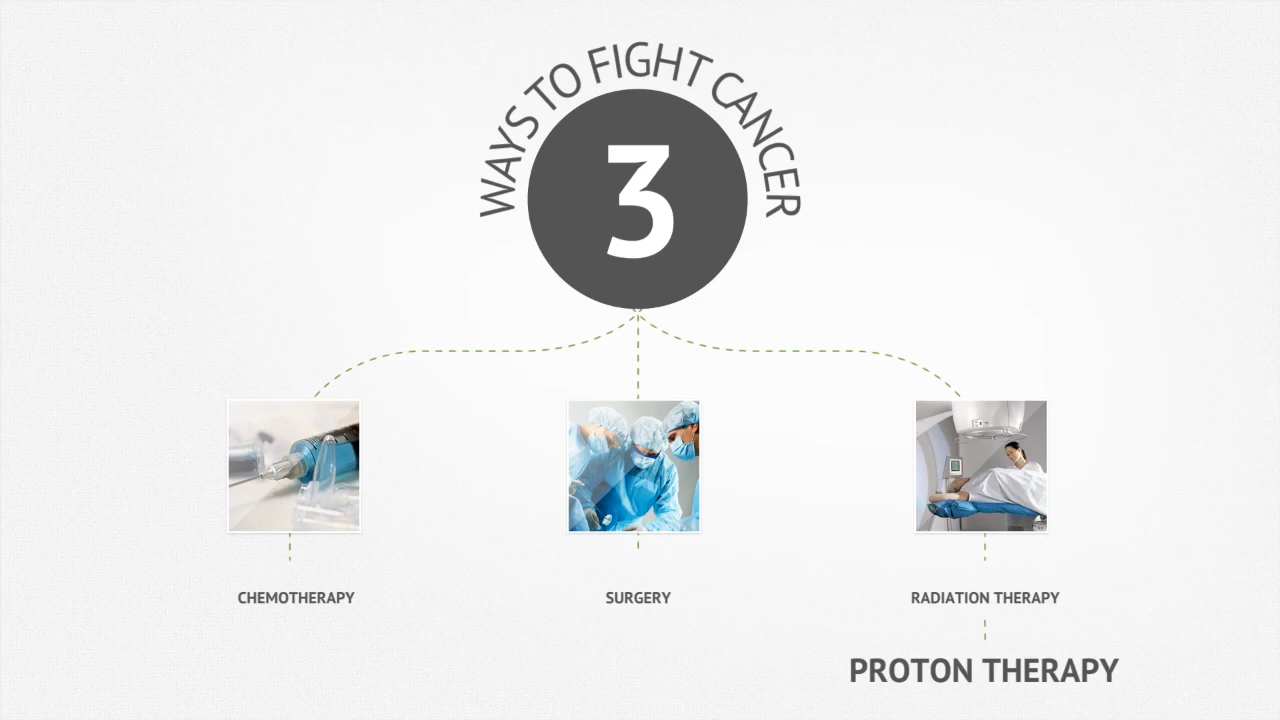 WAYS TO FIGHT CANCER
3
CHEMOTHERAPY
SURGERY
RADIATION THERAPY
PROTON THERAPY